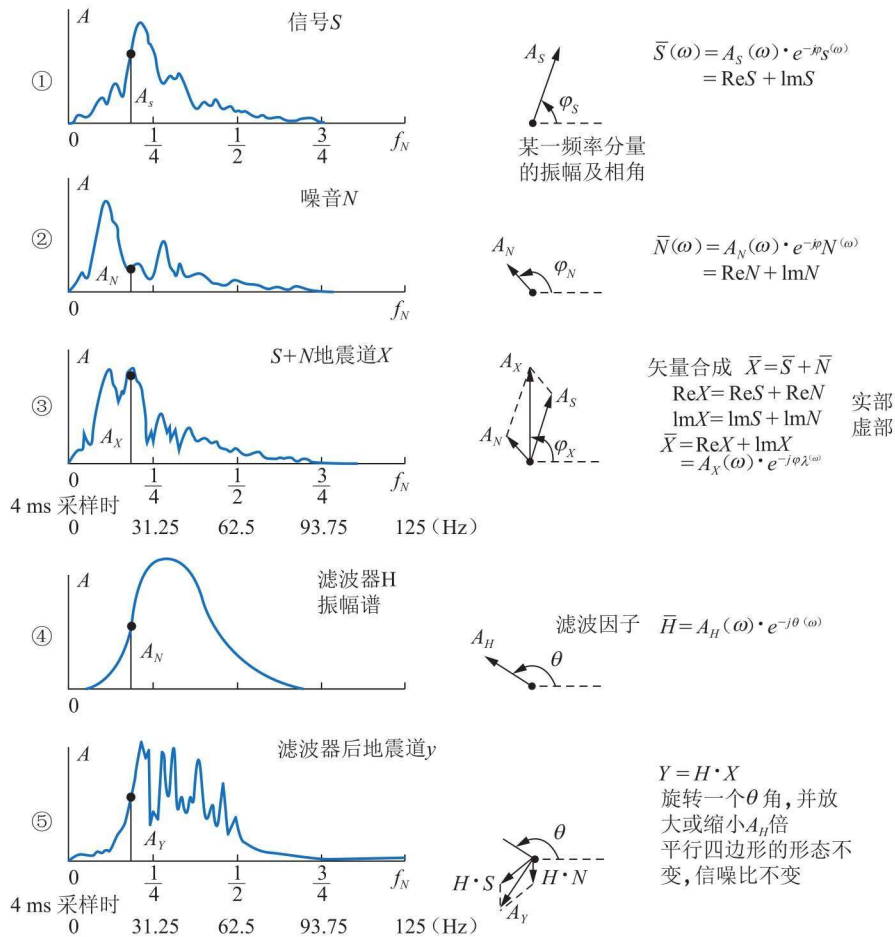 ①
A
信号S
A_S
0
1/4
1/2
3/4
f_N
A_S
φ_S
某一频率分量
的振幅及相角
S̅(ω)=A_S(ω)·e^{-jφ}s^{(ω)}
=ReS+lmS
②
A
噪音N
A_N
0
1/4
1/2
3/4
f_N
A_N
φ_N
N̅(ω)=A_N(ω)·e^{-jφ}N^{(ω)}
=ReN+lmN
③
A
S+N地震道X
A_X
0
1/4
1/2
3/4
f_N
4 ms 采样时
0 31.25 62.5 93.75 125(Hz)
A_X
A_S
A_N
φ_X
矢量合成 X̅=S̅+N̅
ReX=ReS+ReN 实部
lmX=lmS+lmN 虚部
X̅=ReX+lmX
=A_X(ω)·e^{-jφλ(ω)}
④
A
滤波器H
振幅谱
A_N
0
A_H
θ
滤波因子 H̅=A_H(ω)·e^{-jθ(ω)}
⑤
A
滤波器后地震道y
A_Y
0
1/4
1/2
3/4
f_N
4 ms 采样时
0 31.25 62.5 93.75 125(Hz)
θ
H·S
H·N
A_Y
Y=H·X
旋转一个θ角,并放
大或缩小A_H倍
平行四边形的形态不
变,信噪比不变